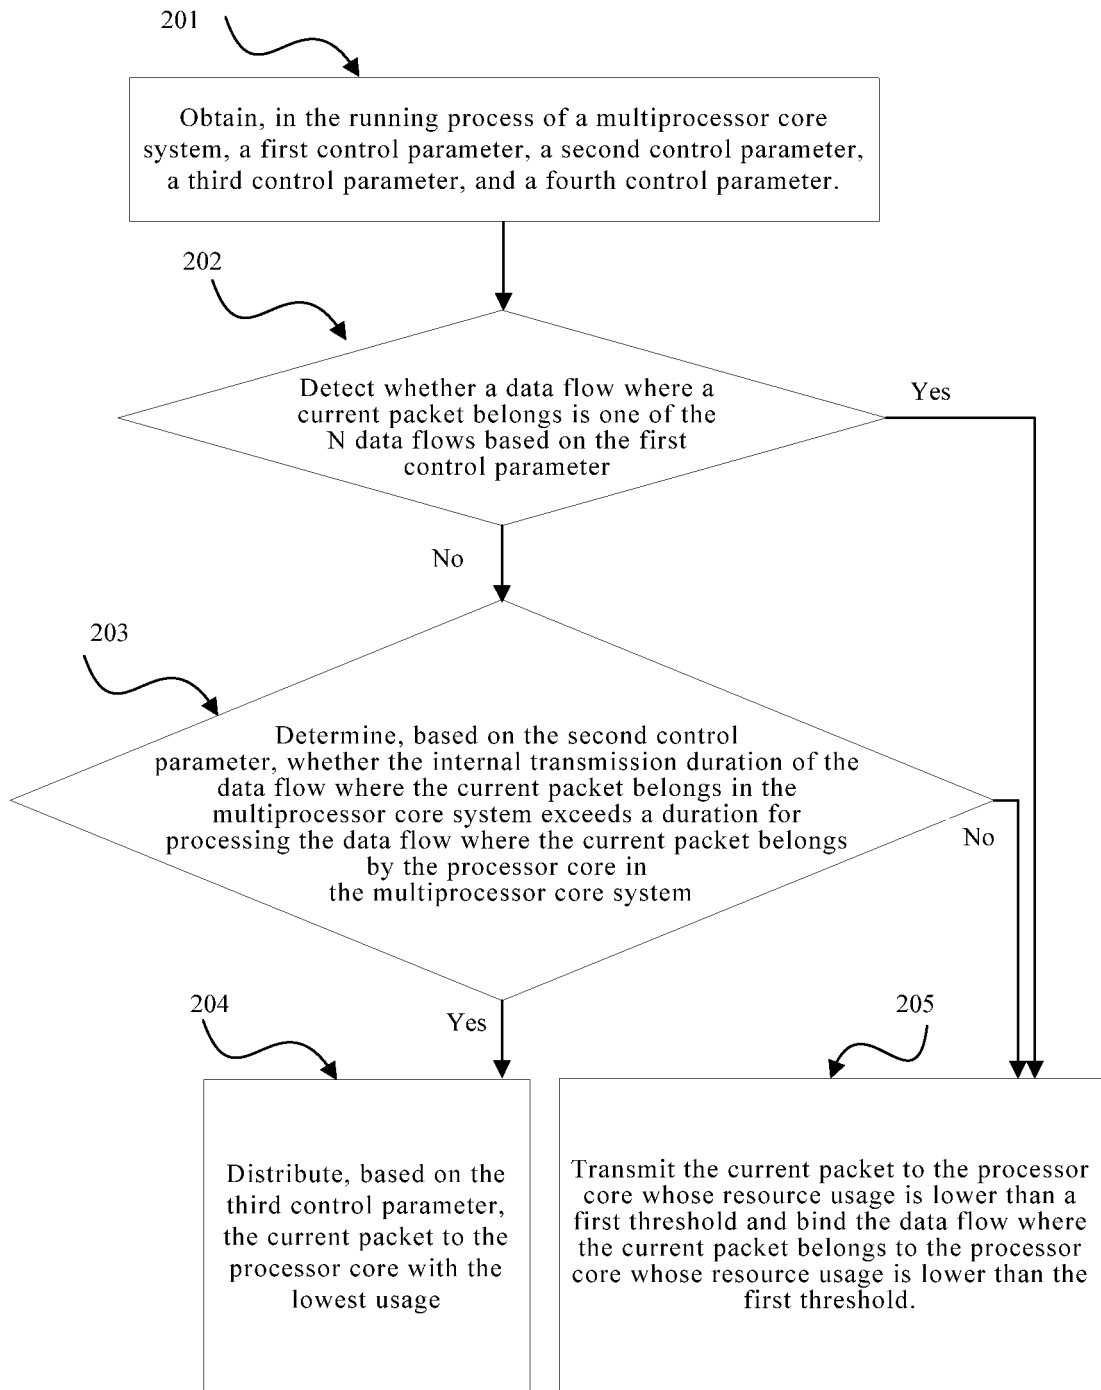 201
Obtain, in the running process of a multiprocessor core
system, a first control parameter, a second control parameter,
a third control parameter, and a fourth control parameter.
202
Detect whether a data flow where a
current packet belongs is one of the
N data flows based on the first
control parameter
Yes
No
203
Determine, based on the second control
parameter, whether the internal transmission duration of the
data flow where the current packet belongs in the
multiprocessor core system exceeds a duration for
processing the data flow where the current packet belongs
by the processor core in
the multiprocessor core system
No
Yes
204
Distribute, based on the
third control parameter,
the current packet to the
processor core with the
lowest usage
205
Transmit the current packet to the processor
core whose resource usage is lower than a
first threshold and bind the data flow where
the current packet belongs to the processor
core whose resource usage is lower than the
first threshold.